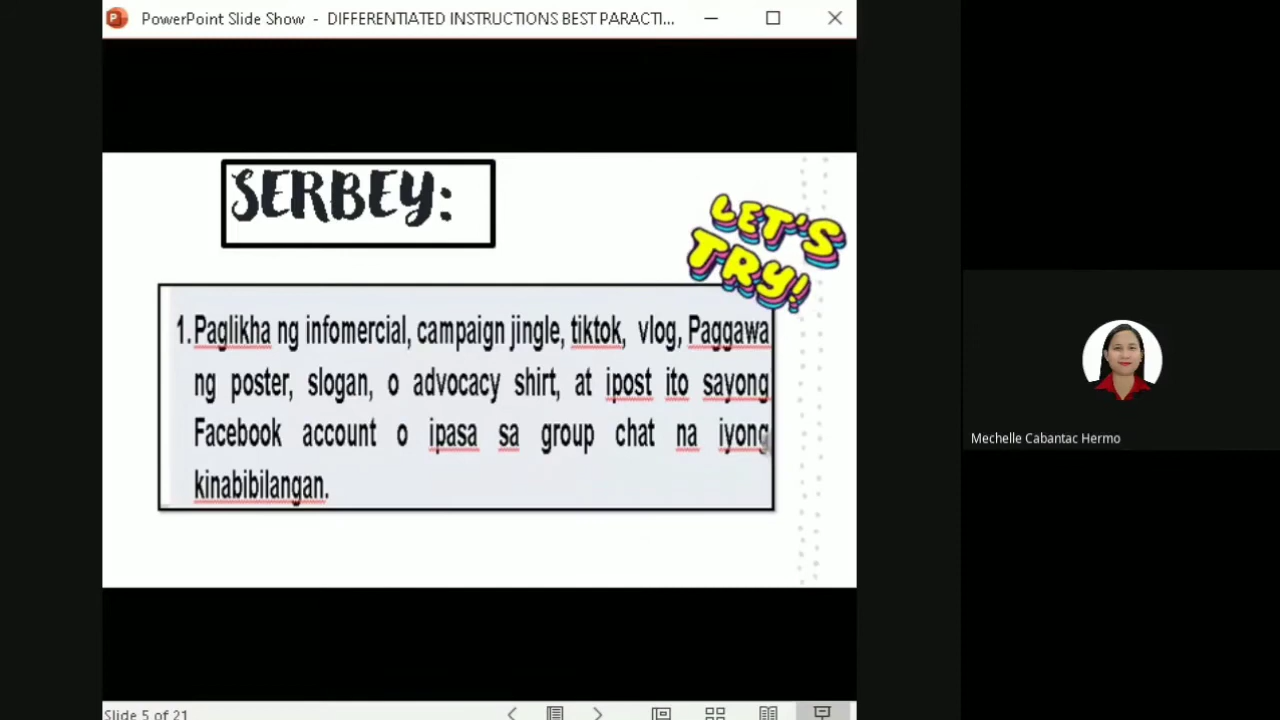 PowerPoint Slide Show - DIFFERENTIATED INSTRUCTIONS BEST PARACTI...
SERBEY:
LET'S
TRY!
1.Paglikha ng infomercial, campaign jingle, tiktok, vlog, Paggawa
ng poster, slogan, o advocacy shirt, at ipost ito sayong
Facebook account o ipasa sa group chat na iyong
kinabibilangan.
Mechelle Cabantac Hermo
Slide 5 of 21